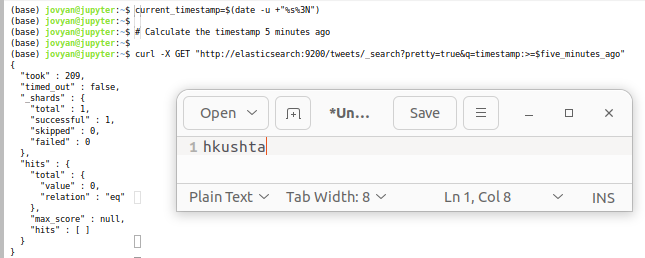 (base) jovyan@jupyter:~$ current_timestamp=$(date -u +"%s%3N")
(base) jovyan@jupyter:~$
(base) jovyan@jupyter:~$ # Calculate the timestamp 5 minutes ago
(base) jovyan@jupyter:~$
(base) jovyan@jupyter:~$ curl -X GET "http://elasticsearch:9200/tweets/_search?pretty=true&q=timestamp:>=$five_minutes_ago"
{
  "took" : 209,
  "timed_out" : false,
  "_shards" : {
    "total" : 1,
    "successful" : 1,
    "skipped" : 0,
    "failed" : 0
  },
  "hits" : {
    "total" : {
      "value" : 0,
      "relation" : "eq"
    },
    "max_score" : null,
    "hits" : [ ]
  }
}
Open *Un... Save
1 hkushta
Plain Text Tab Width: 8 Ln 1, Col 8 INS